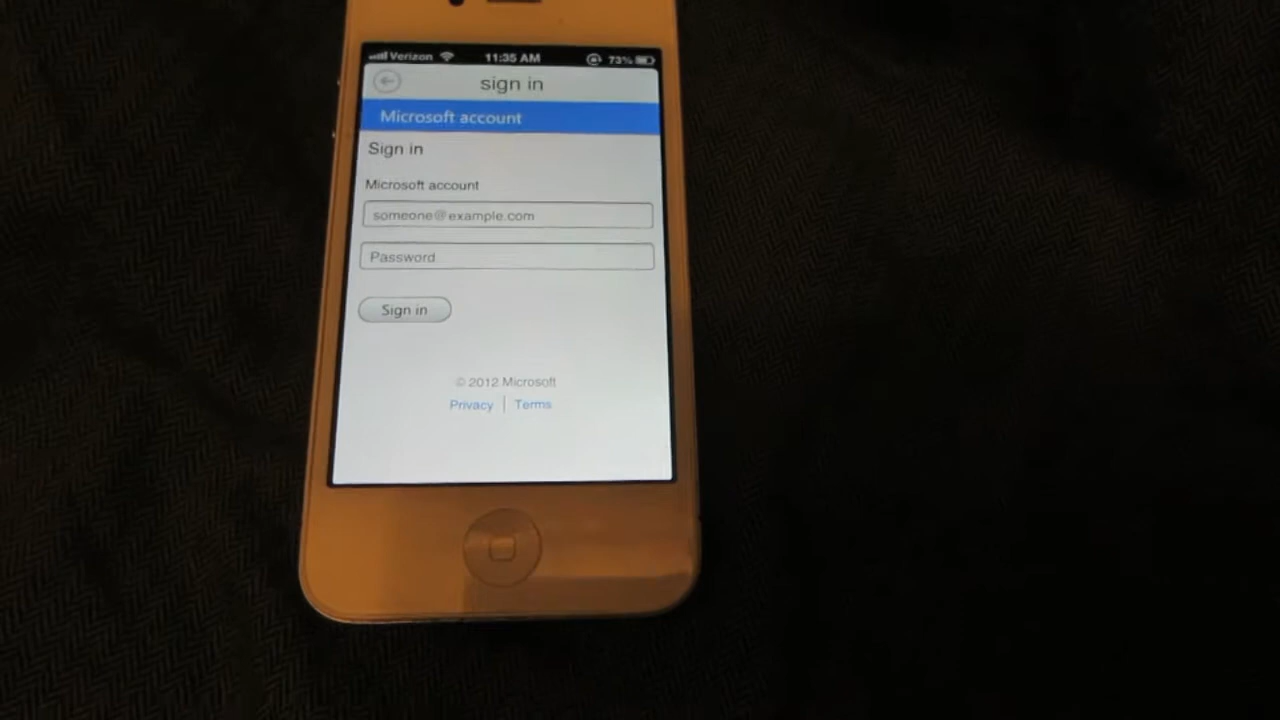 Verizon 11:35 AM 73%
sign in
Microsoft account
Sign in
Microsoft account
someone@example.com
Password
Sign in
© 2012 Microsoft
Privacy | Terms